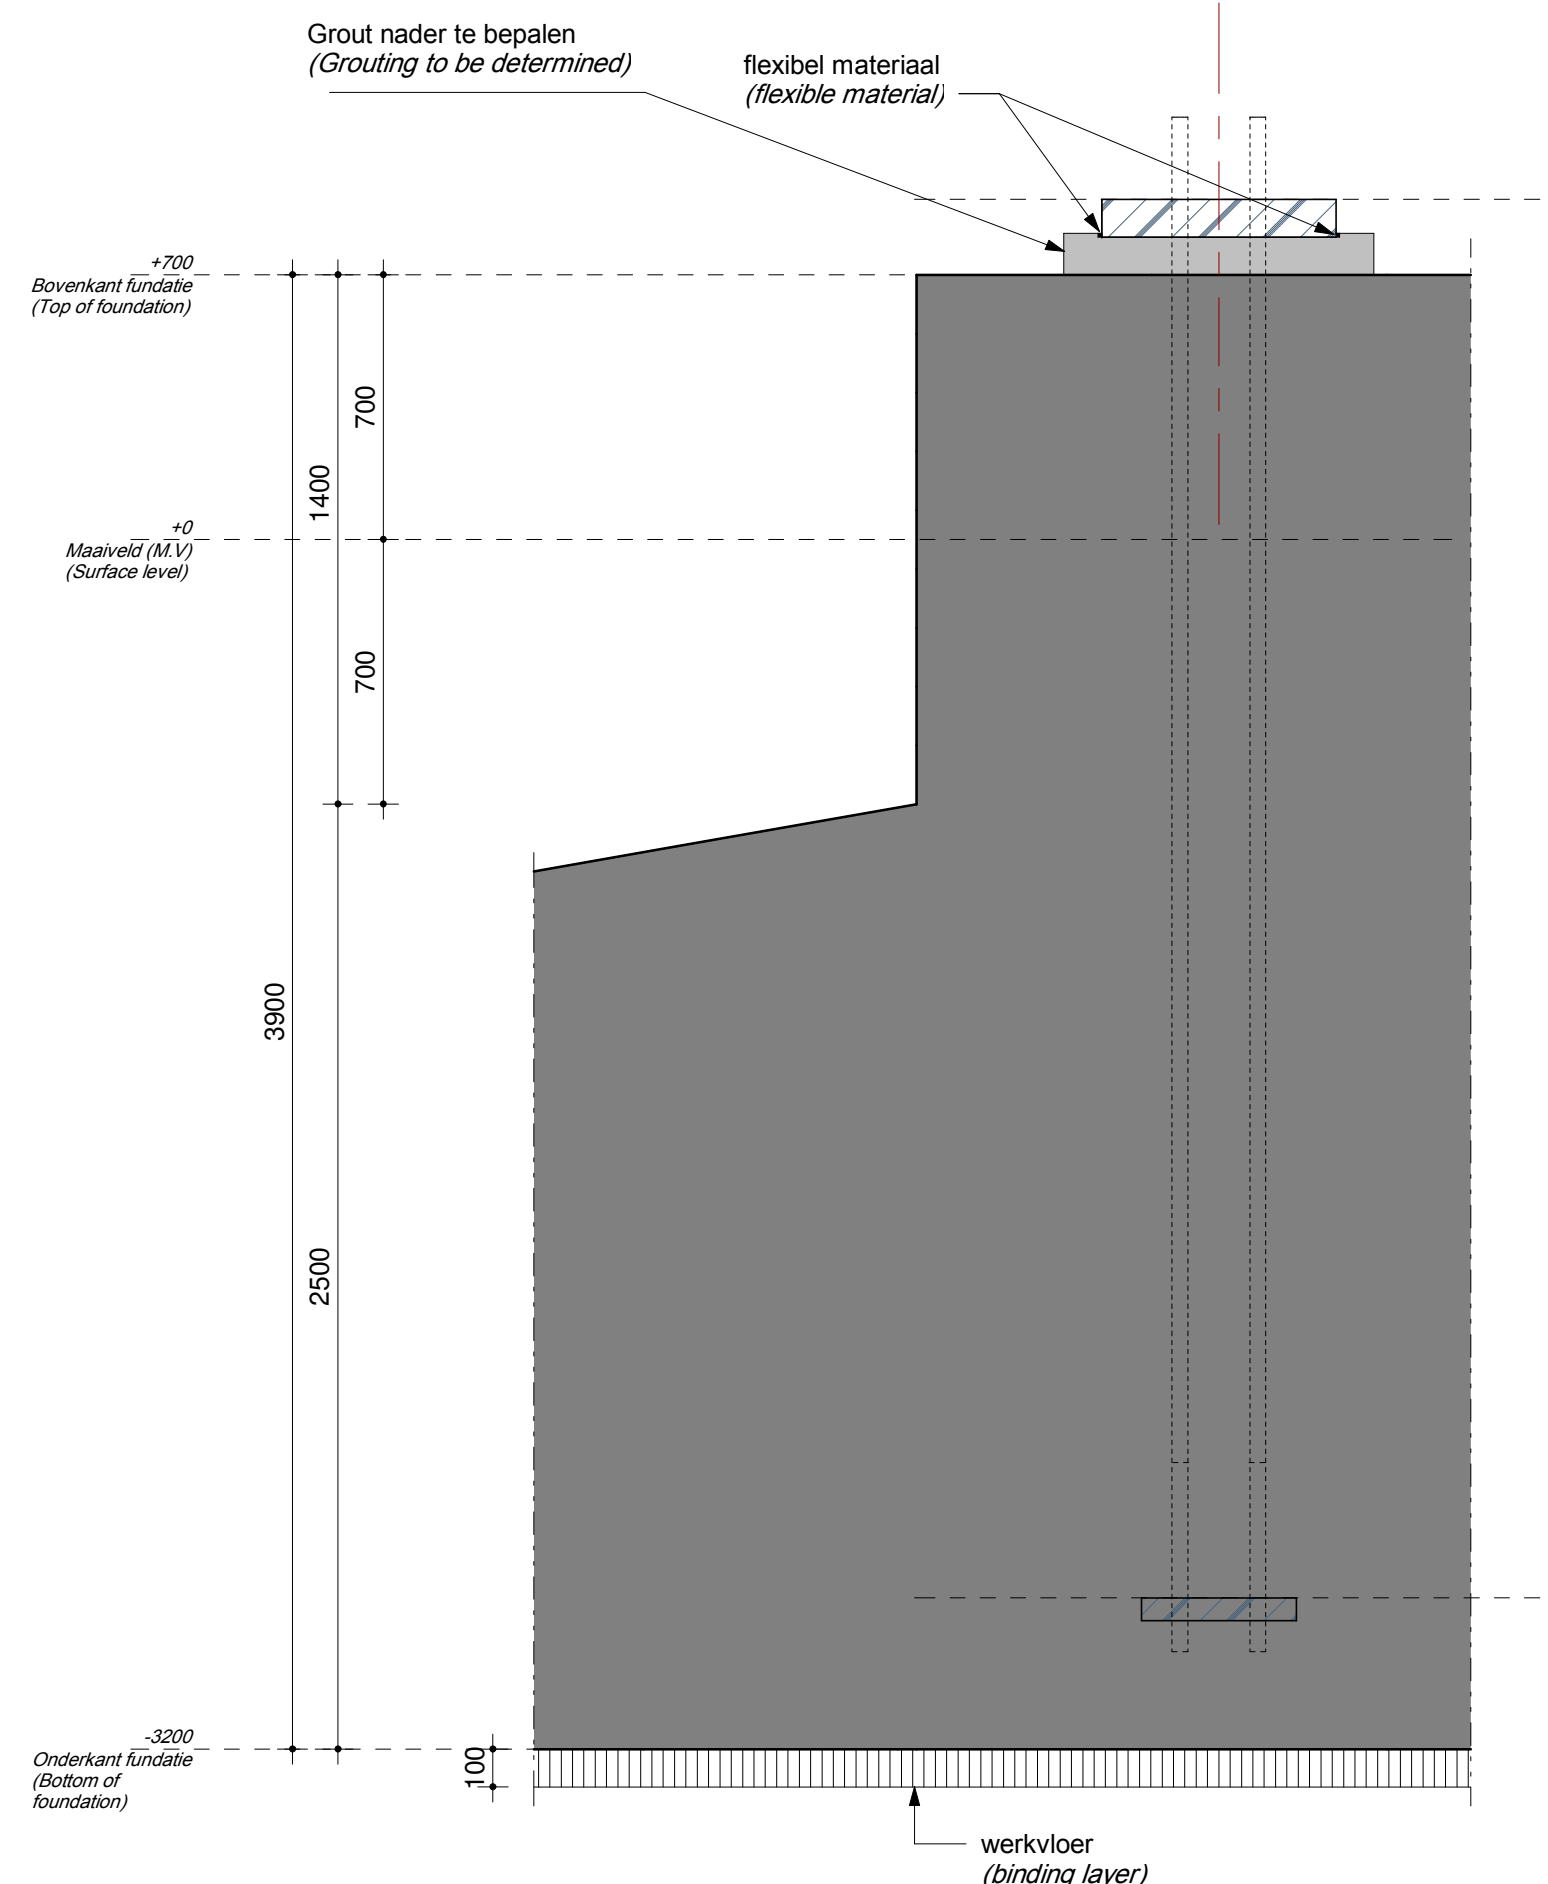 Grout nader te bepalen
(Grouting to be determined)
flexibel materiaal
(flexible material)
+700
Bovenkant fundatie
(Top of foundation)
700
1400
+0
Maaiveld (M.V)
(Surface level)
700
3900
2500
-3200
Onderkant fundatie
(Bottom of
foundation)
100
werkvloer
(binding layer)